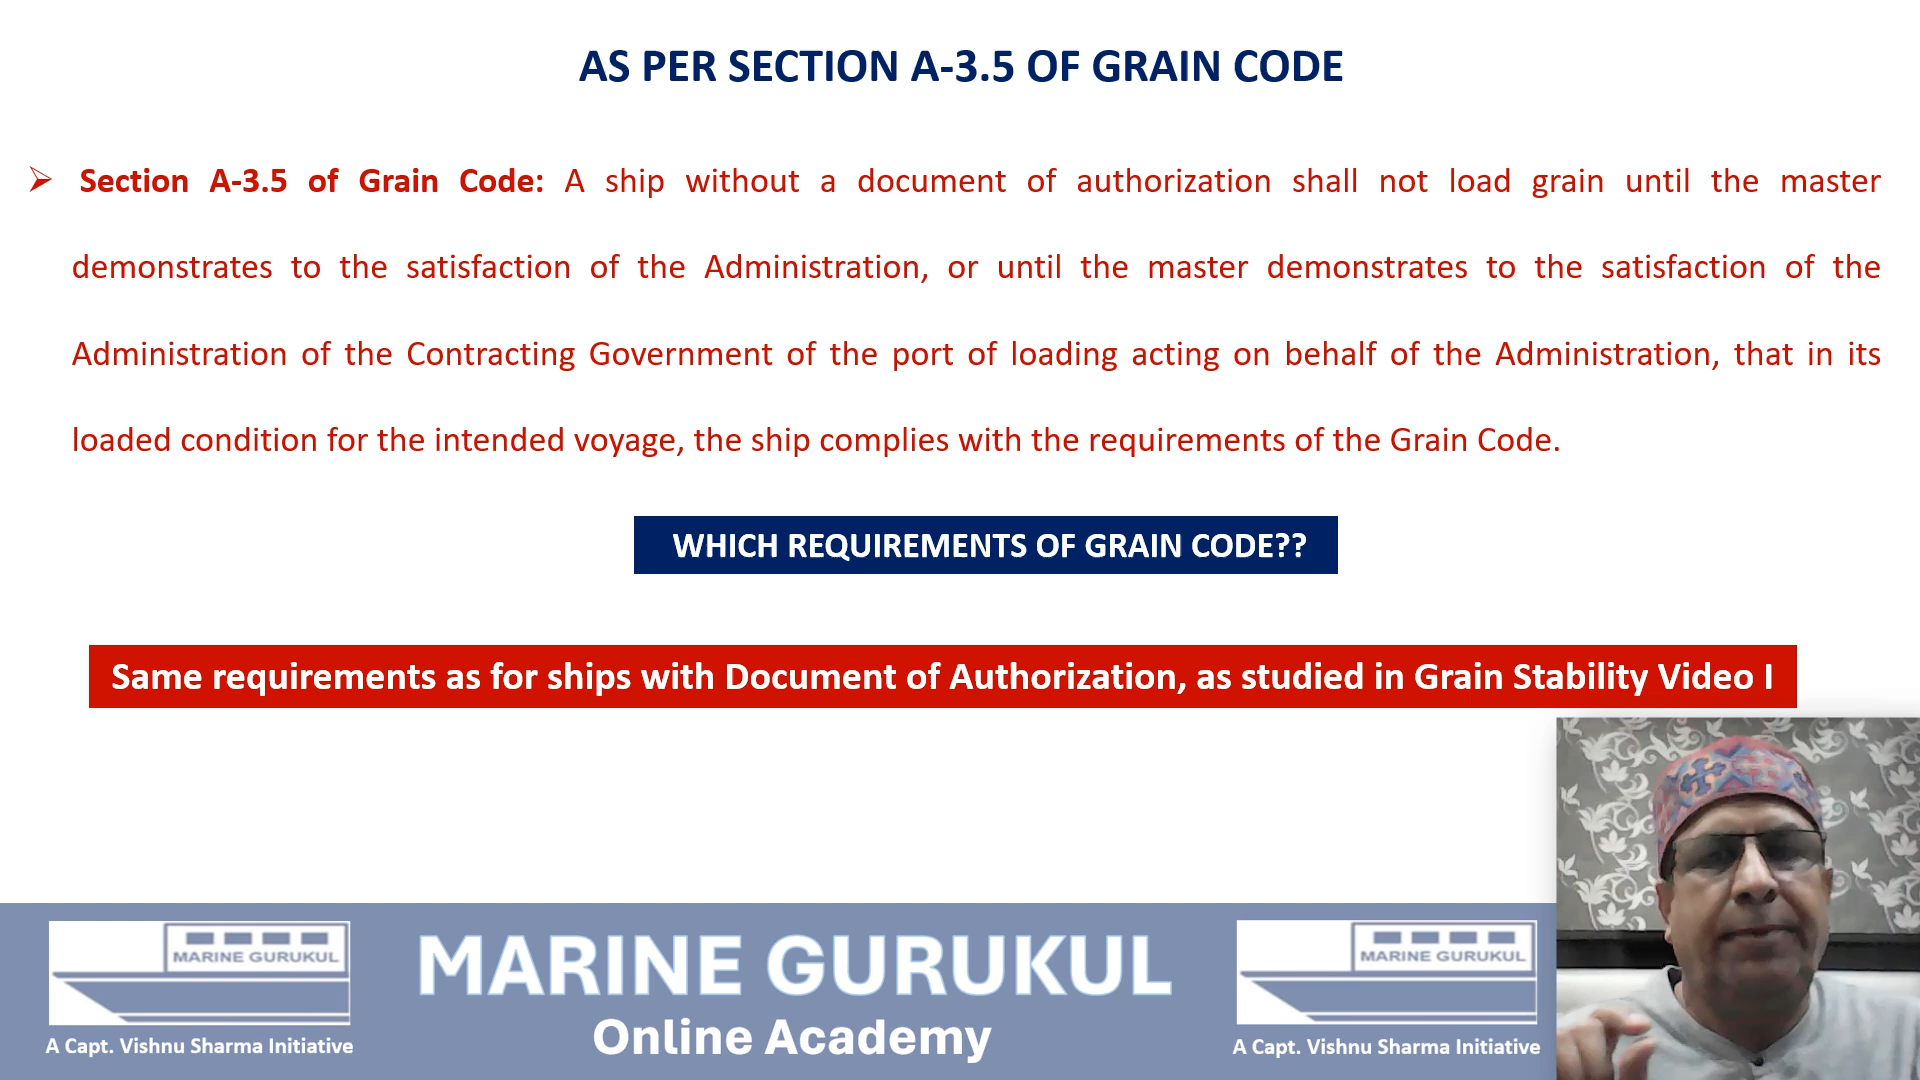 AS PER SECTION A-3.5 OF GRAIN CODE
Section A-3.5 of Grain Code: A ship without a document of authorization shall not load grain until the master
demonstrates to the satisfaction of the Administration, or until the master demonstrates to the satisfaction of the
Administration of the Contracting Government of the port of loading acting on behalf of the Administration, that in its
loaded condition for the intended voyage, the ship complies with the requirements of the Grain Code.
WHICH REQUIREMENTS OF GRAIN CODE??
Same requirements as for ships with Document of Authorization, as studied in Grain Stability Video I
MARINE GURUKUL
A Capt. Vishnu Sharma Initiative
MARINE GURUKUL
Online Academy
MARINE GURUKUL
A Capt. Vishnu Sharma Initiative